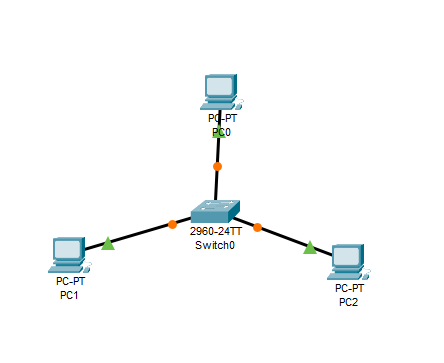 PC-PT
PC0
2960-24TT
Switch0
PC-PT
PC1
PC-PT
PC2